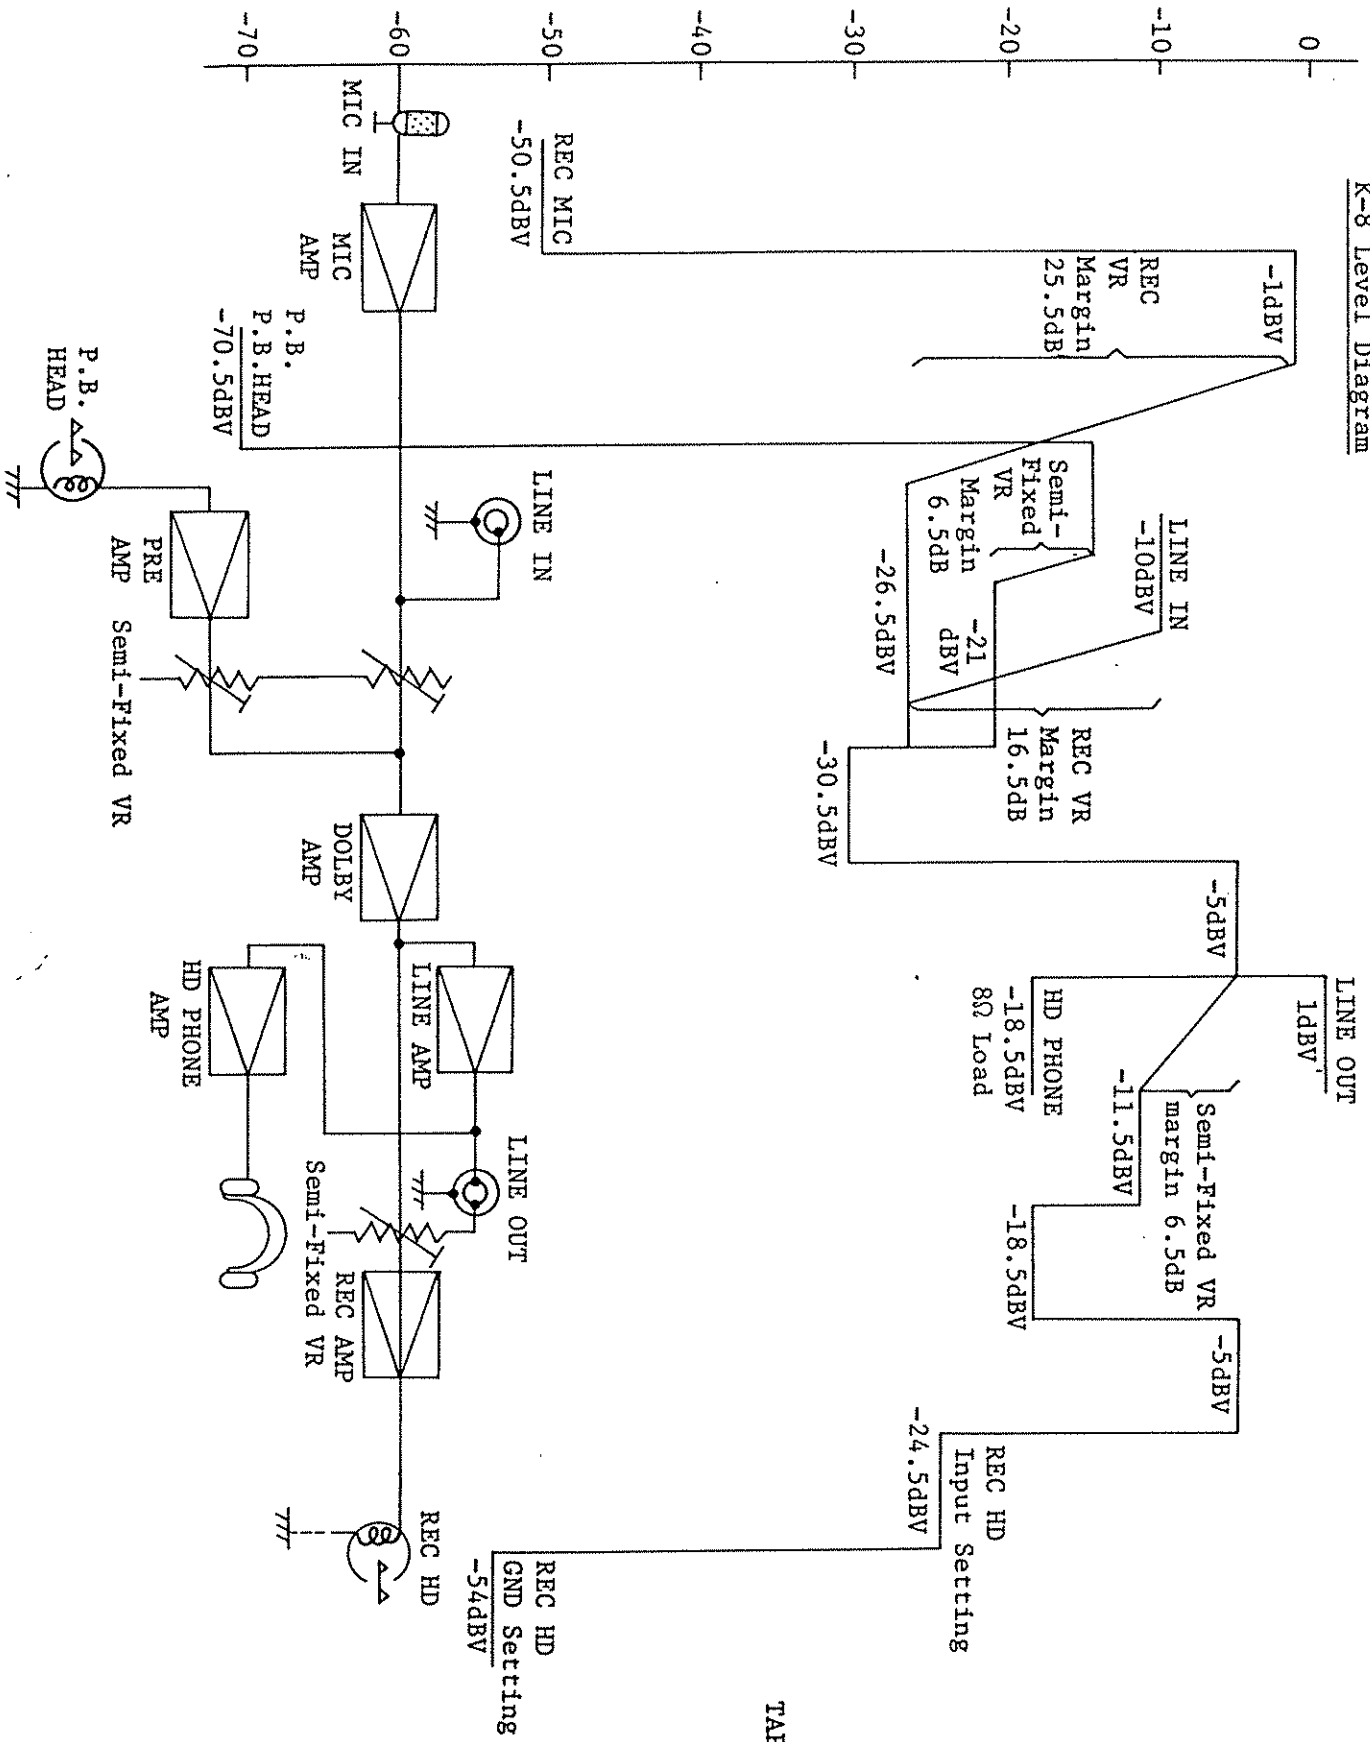 K-8 Level Diagram
0
-10
-20
-30
-40
-50
-60
-70
REC MIC
-50.5dBV
-1dBV
REC
VR
Margin
25.5dB
P.B.
P.B.HEAD
-70.5dBV
Semi-
Fixed
VR
Margin
6.5dB
LINE IN
-10dBV
-21
dBV
-26.5dBV
REC VR
Margin
16.5dB
-30.5dBV
-5dBV
LINE OUT
1dBV
HD PHONE
-18.5dBV
8Ω Load
Semi-Fixed VR
margin 6.5dB
-11.5dBV
-18.5dBV
-5dBV
REC HD
Input Setting
-24.5dBV
REC HD
GND Setting
-54dBV
MIC IN
MIC
AMP
P.B.
HEAD
PRE
AMP
LINE IN
Semi-Fixed VR
DOLBY
AMP
LINE AMP
HD PHONE
AMP
LINE OUT
Semi-Fixed VR
REC AMP
REC HD